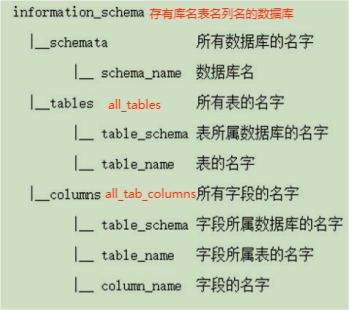 information_schema 存有库名表名列名的数据库
|__schemata 所有数据库的名字
|__ schema_name 数据库名
|__tables all_tables 所有表的名字
|__ table_schema 表所属数据库的名字
|__ table_name 表的名字
|__columns all_tab_columns 所有字段的名字
|__ table_schema 字段所属数据库的名字
|__ table_name 字段所属表的名字
|__ column_name 字段的名字